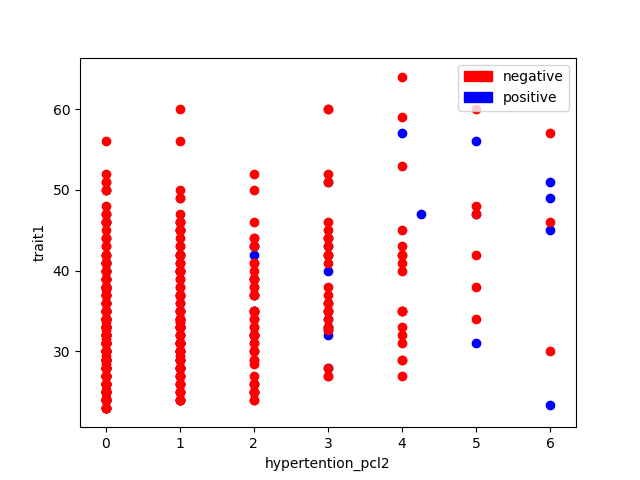 negative
positive
60
50
40
30
trait1
0 1 2 3 4 5 6
hypertention_pcl2